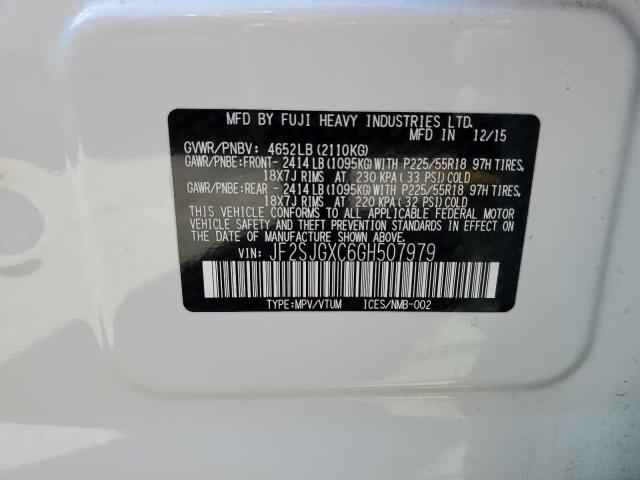 MFD BY FUJI HEAVY INDUSTRIES LTD.
MFD IN 12/15
GVWR/PNBV: 4652LB (2110KG)
GAWR/PNBE:FRONT- 2414LB (1095KG) WITH P225/55R18 97H TIRES,
18X7J RIMS AT 230 KPA (33 PSI) COLD
GAWR/PNBE:REAR - 2414LB (1095KG) WITH P225/55R18 97H TIRES,
18X7J RIMS AT 220 KPA (32 PSI) COLD
THIS VEHICLE CONFORMS TO ALL APPLICABLE FEDERAL MOTOR
VEHICLE SAFETY AND THEFT PREVENTION STANDARDS IN EFFECT
ON THE DATE OF MANUFACTURE SHOWN ABOVE.
VIN: JF2SJGXC6GH507979
TYPE:MPV/VTUM ICES/NMB-002